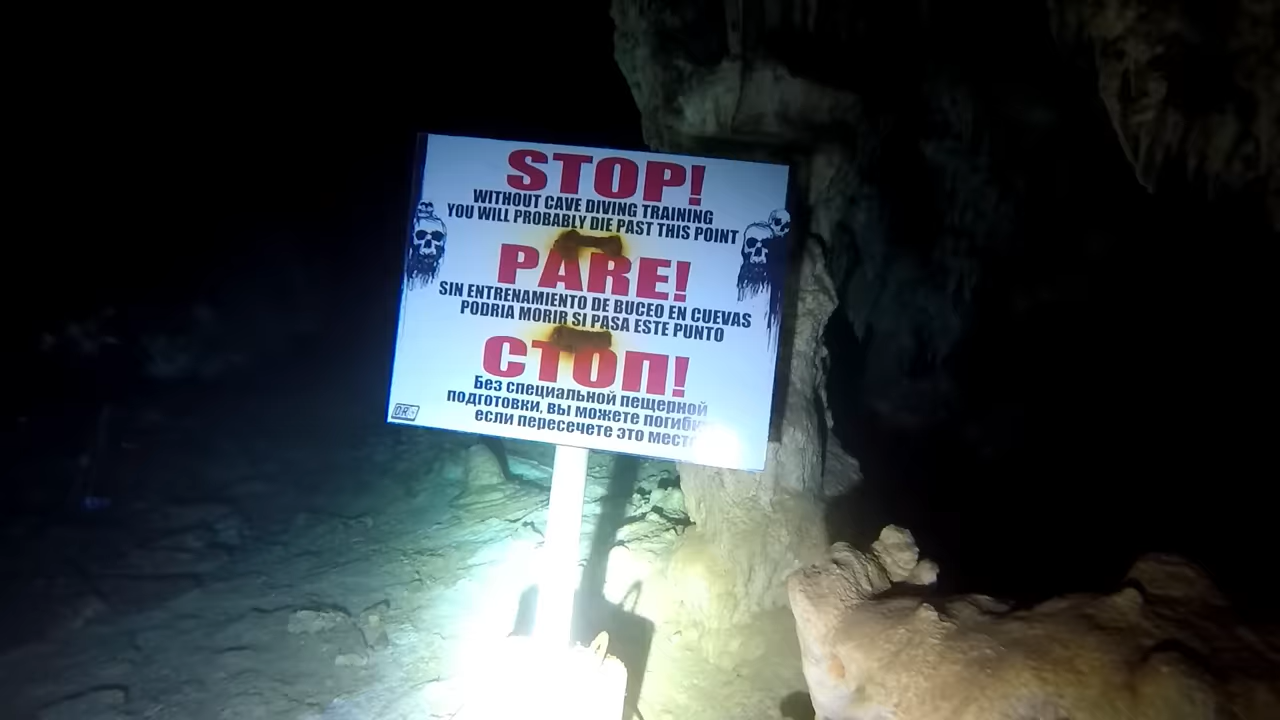 STOP!
WITHOUT CAVE DIVING TRAINING
YOU WILL PROBABLY DIE PAST THIS POINT
PARE!
SIN ENTRENAMIENTO DE BUCEO EN CUEVAS
PODRIA MORIR SI PASA ESTE PUNTO
СТОП!
Без специальной пещерной
подготовки, вы можете
если пересечете это